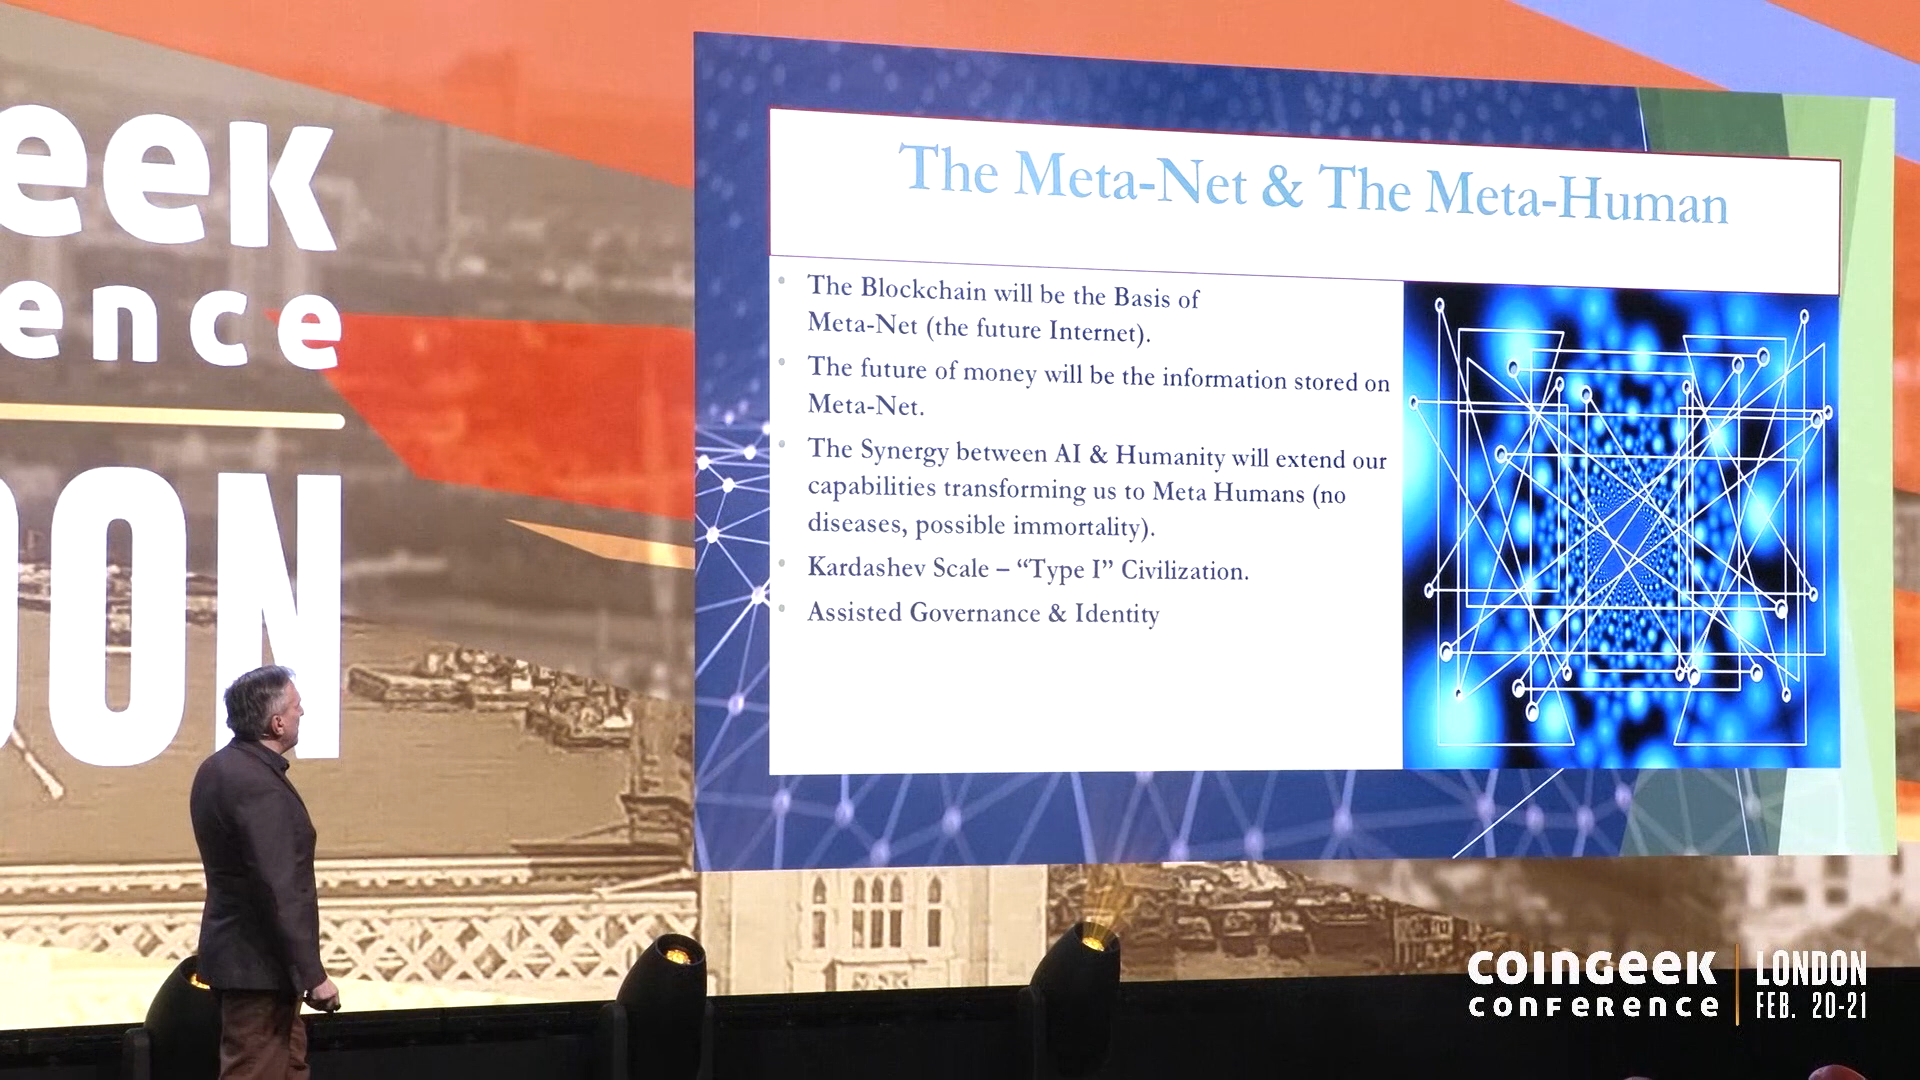 eek
ence
DON
The Meta-Net & The Meta-Human
The Blockchain will be the Basis of
Meta-Net (the future Internet).
The future of money will be the information stored on
Meta-Net.
The Synergy between AI & Humanity will extend our
capabilities transforming us to Meta Humans (no
diseases, possible immortality).
Kardashev Scale – “Type I” Civilization.
Assisted Governance & Identity
COINGEEK
CONFERENCE
LONDON
FEB. 20-21